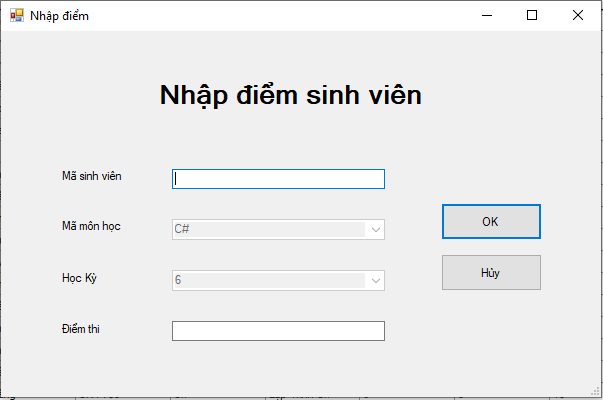 Nhập điểm
Nhập điểm sinh viên
Mã sinh viên
Mã môn học
C#
OK
Học Kỳ
6
Hủy
Điểm thi